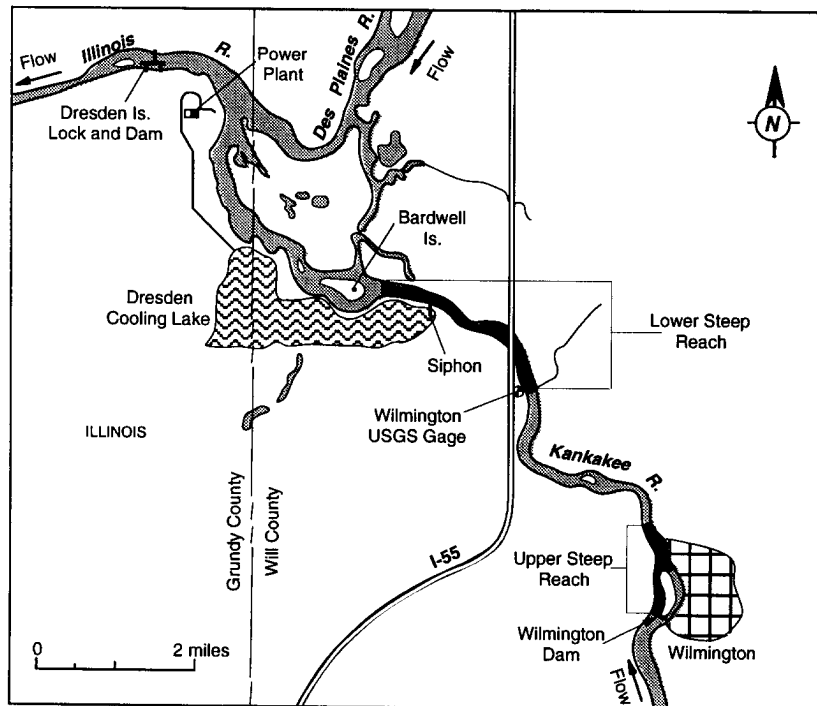 Illinois R.
Flow
Power
Plant
Des Plaines R.
Flow
Dresden Is.
Lock and Dam
N
Bardwell
Is.
Dresden
Cooling Lake
Lower Steep
Reach
Siphon
Wilmington
USGS Gage
ILLINOIS
Kankakee R.
Grundy County
Will County
I-55
Upper Steep
Reach
0 2 miles
Wilmington
Dam
Wilmington
Flow